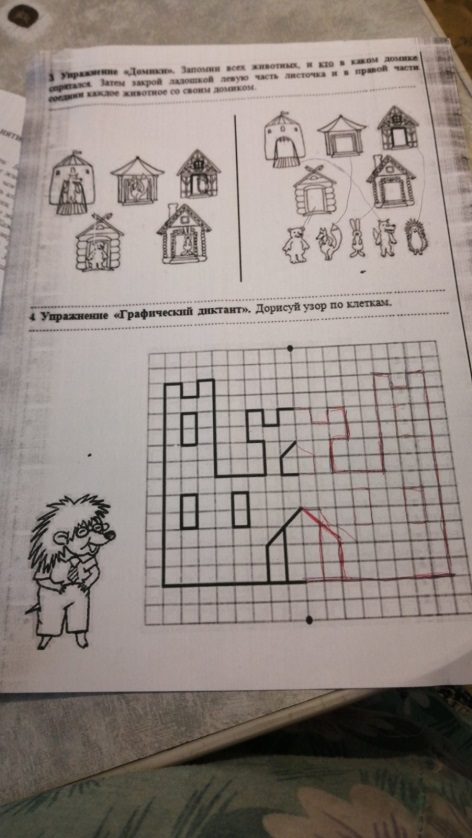 3 Упражнение «Домики». Запомни всех животных, и кто в каком домике
спрятался. Затем закрой ладошкой левую часть листочка и в правой части
соедини каждое животное со своим домиком.
4 Упражнение «Графический диктант». Дорисуй узор по клеткам.